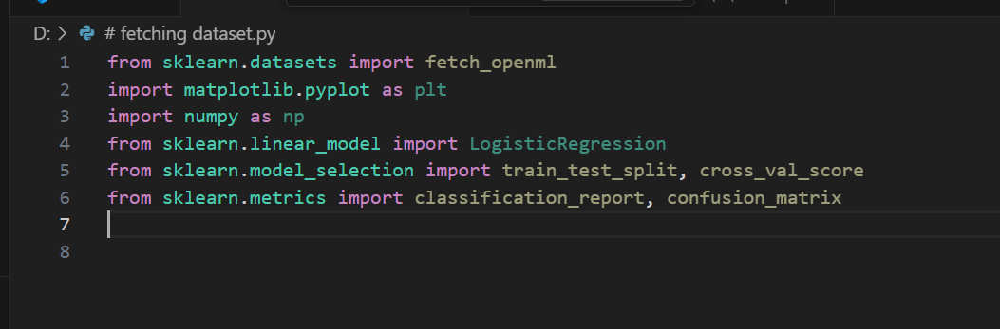 D: > # fetching dataset.py
1 from sklearn.datasets import fetch_openml
2 import matplotlib.pyplot as plt
3 import numpy as np
4 from sklearn.linear_model import LogisticRegression
5 from sklearn.model_selection import train_test_split, cross_val_score
6 from sklearn.metrics import classification_report, confusion_matrix
7
8